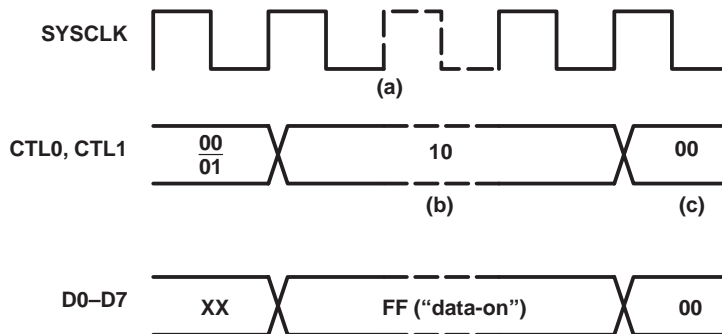 SYSCLK
(a)
CTL0, CTL1
00
01
10
00
(b)
(c)
D0–D7
XX
FF (“data-on”)
00